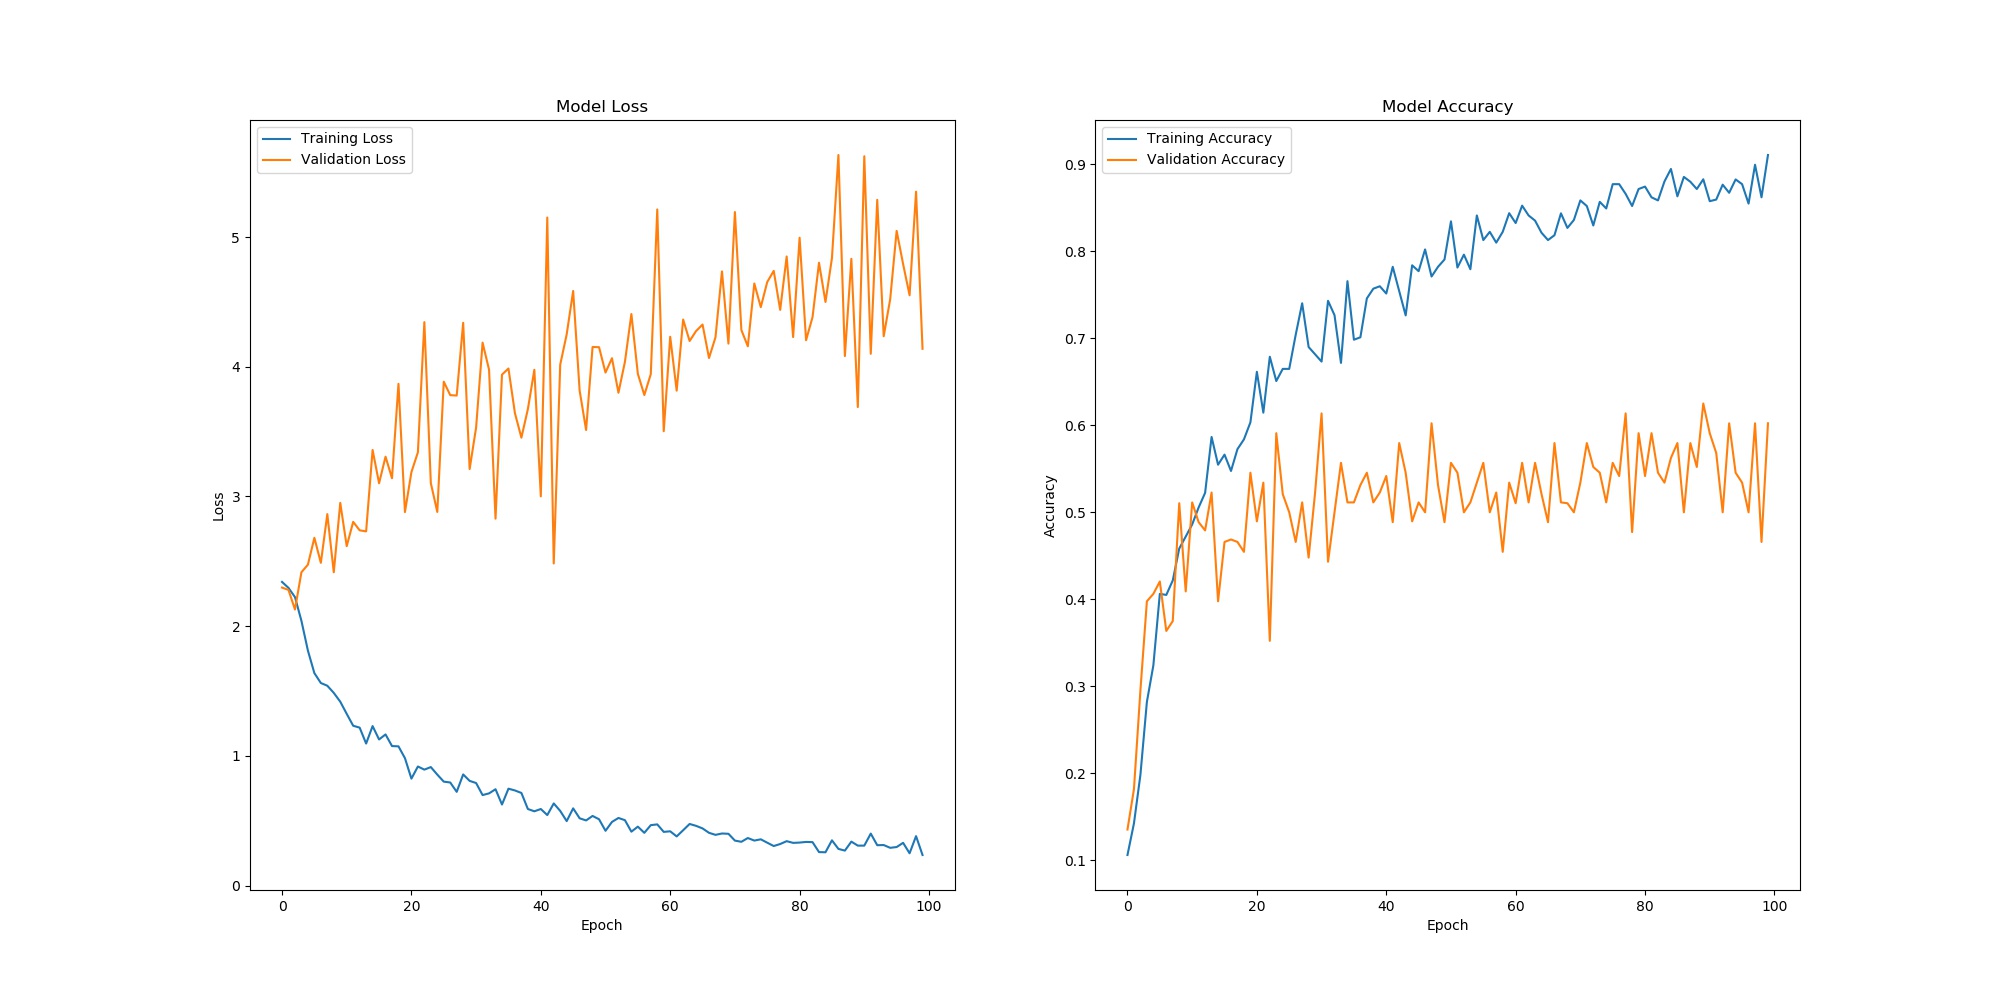 Model Loss
Training Loss
Validation Loss
5
4
3
2
1
0
Loss
0 20 40 60 80 100
Epoch
Model Accuracy
Training Accuracy
Validation Accuracy
0.9
0.8
0.7
0.6
0.5
0.4
0.3
0.2
0.1
Accuracy
0 20 40 60 80 100
Epoch